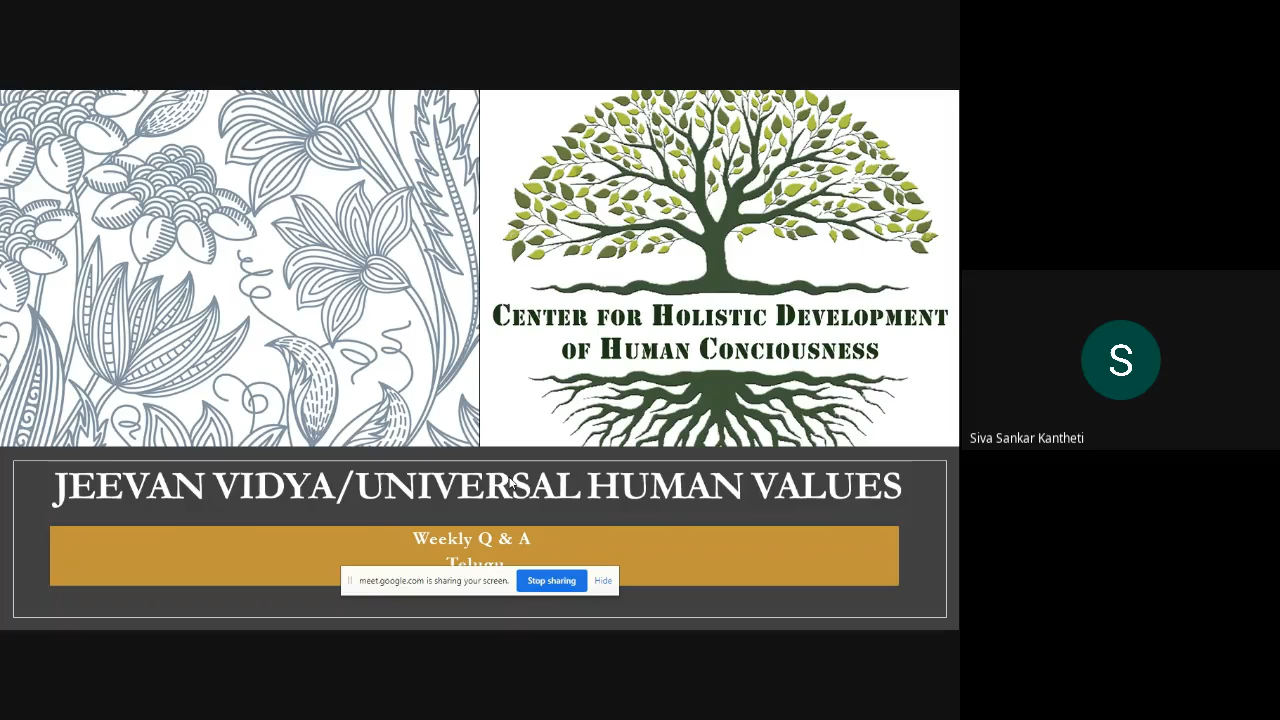 CENTER FOR HOLISTIC DEVELOPMENT
OF HUMAN CONCIOUSNESS
JEEVAN VIDYA/UNIVERSAL HUMAN VALUES
Weekly Q & A
Telugu
meet.google.com is sharing your screen. Stop sharing Hide
S
Siva Sankar Kantheti